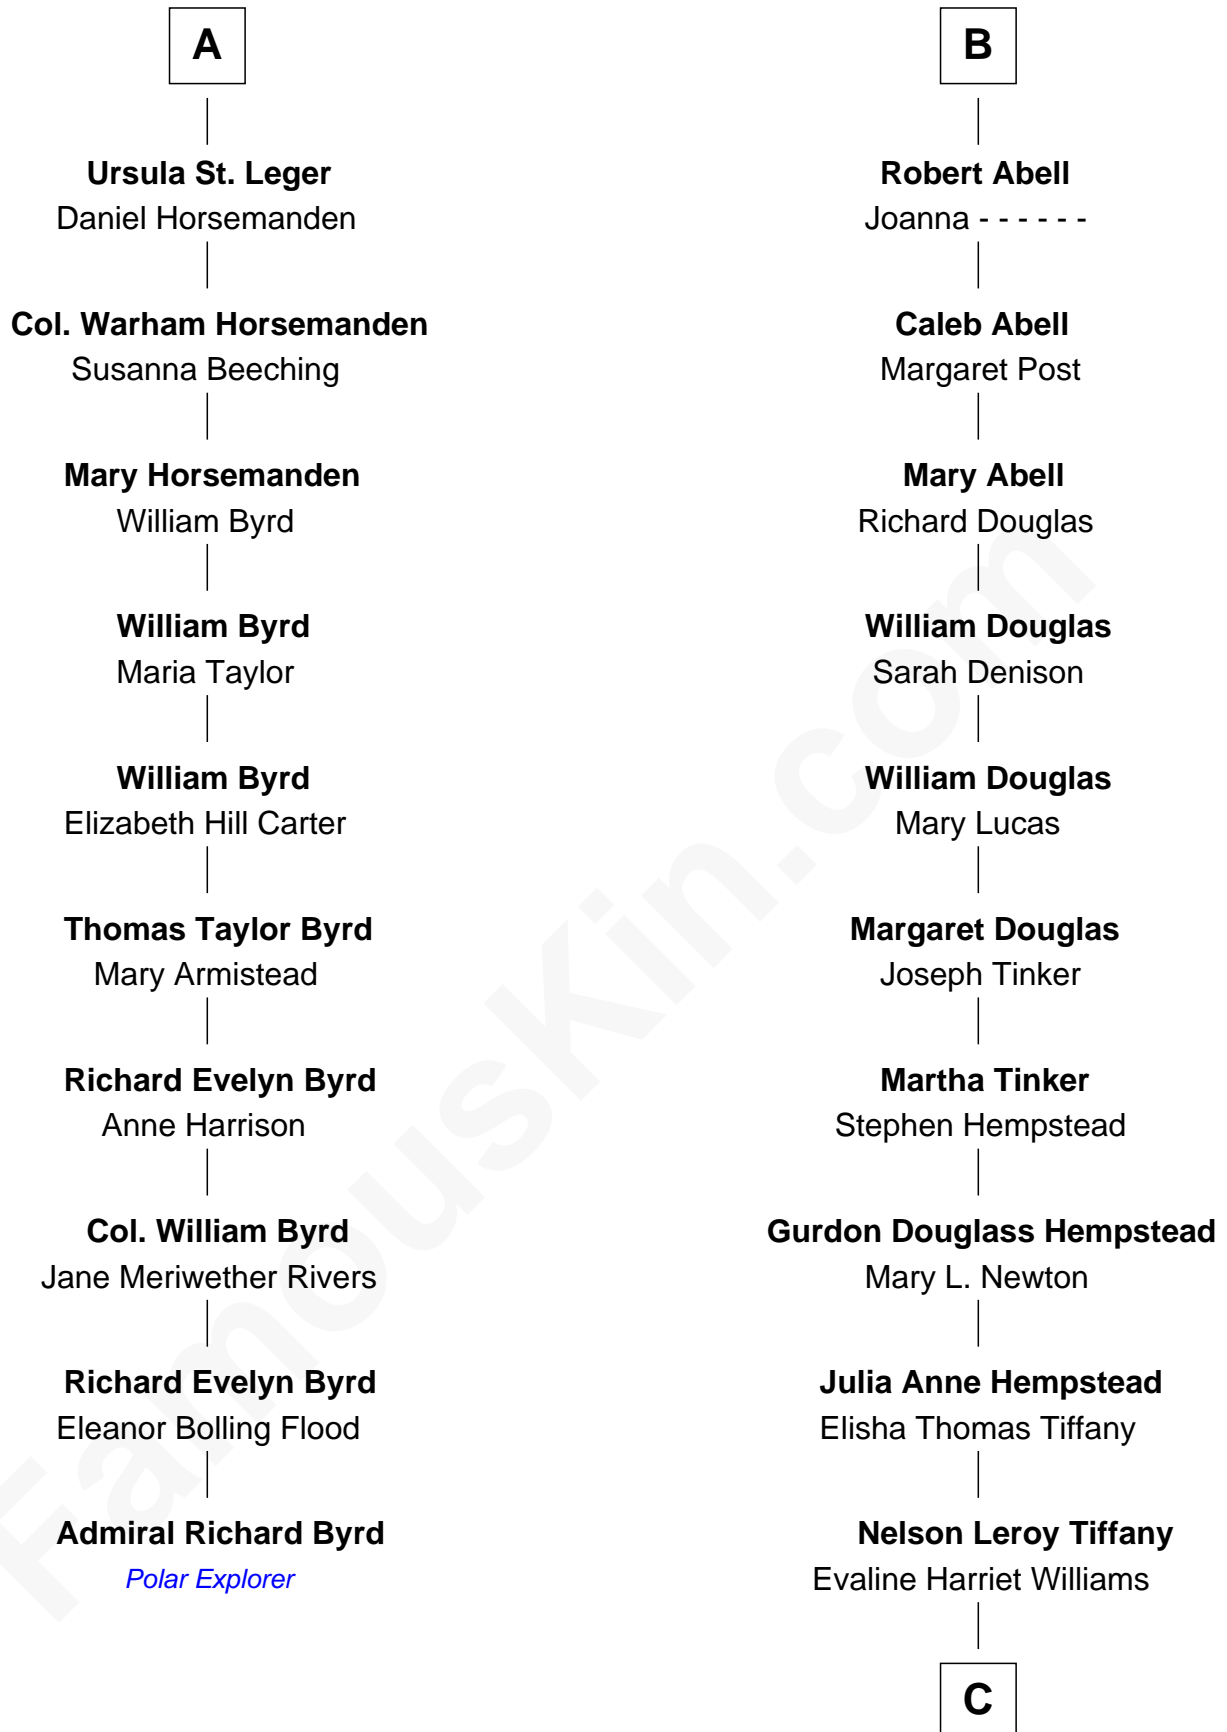 A
Ursula St. Leger
Daniel Horsemanden
Col. Warham Horsemanden
Susanna Beeching
Mary Horsemanden
William Byrd
William Byrd
Maria Taylor
William Byrd
Elizabeth Hill Carter
Thomas Taylor Byrd
Mary Armistead
Richard Evelyn Byrd
Anne Harrison
Col. William Byrd
Jane Meriwether Rivers
Richard Evelyn Byrd
Eleanor Bolling Flood
Admiral Richard Byrd
Polar Explorer
B
Robert Abell
Joanna - - - - - -
Caleb Abell
Margaret Post
Mary Abell
Richard Douglas
William Douglas
Sarah Denison
William Douglas
Mary Lucas
Margaret Douglas
Joseph Tinker
Martha Tinker
Stephen Hempstead
Gurdon Douglass Hempstead
Mary L. Newton
Julia Anne Hempstead
Elisha Thomas Tiffany
Nelson Leroy Tiffany
Evaline Harriet Williams
C
FamousKin.com